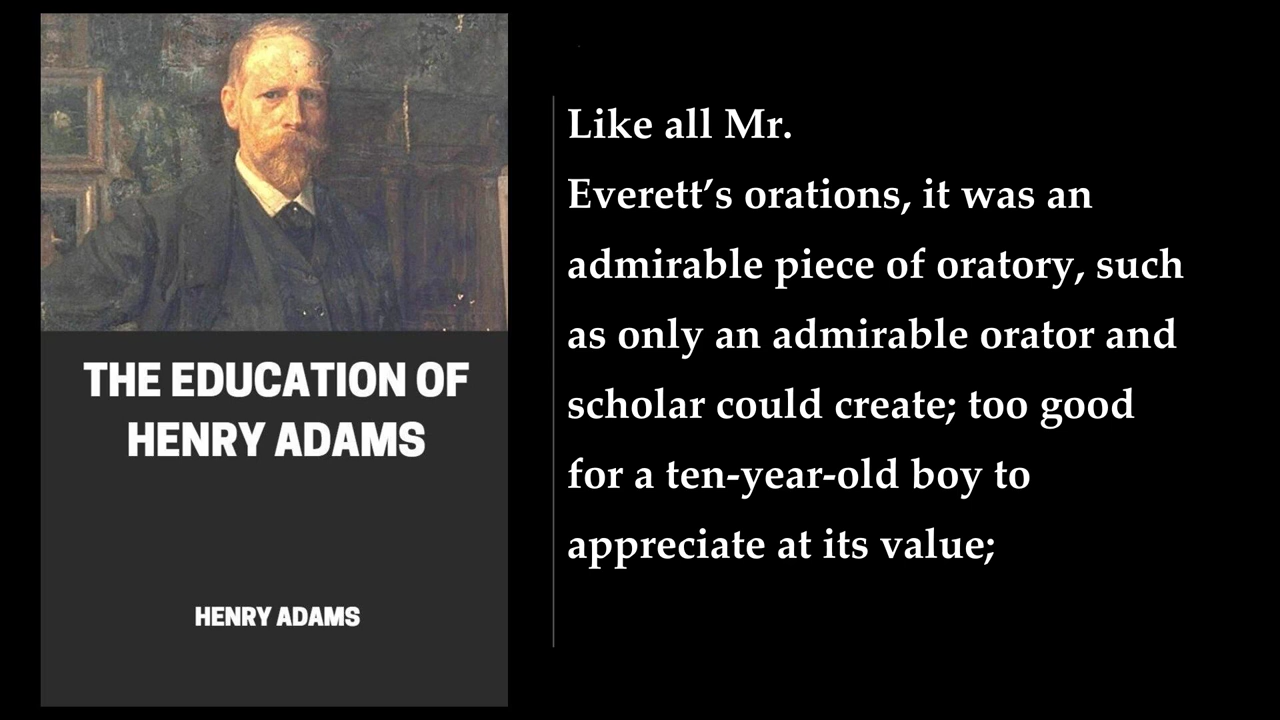 THE EDUCATION OF
HENRY ADAMS
HENRY ADAMS
Like all Mr.
Everett’s orations, it was an
admirable piece of oratory, such
as only an admirable orator and
scholar could create; too good
for a ten-year-old boy to
appreciate at its value;